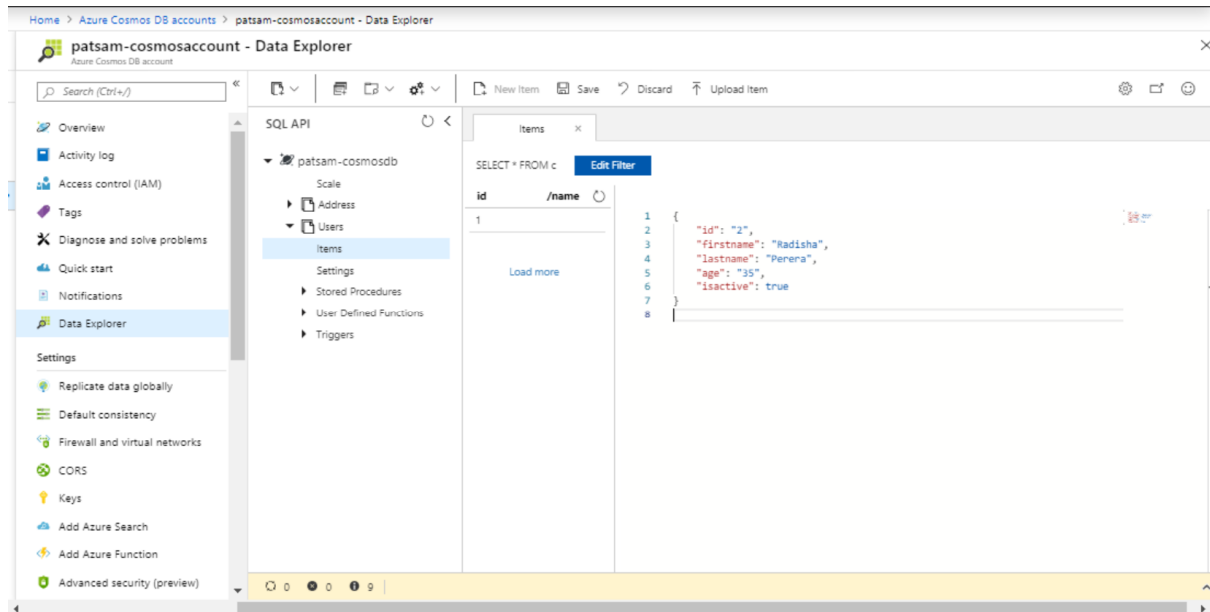 Home > Azure Cosmos DB accounts > patsam-cosmosaccount - Data Explorer
patsam-cosmosaccount - Data Explorer
Azure Cosmos DB account
Search (Ctrl+/)
Overview
Activity log
Access control (IAM)
Tags
Diagnose and solve problems
Quick start
Notifications
Data Explorer
Settings
Replicate data globally
Default consistency
Firewall and virtual networks
CORS
Keys
Add Azure Search
Add Azure Function
Advanced security (preview)
New Item Save Discard Upload Item
SQL API
patsam-cosmosdb
Scale
Address
Users
Items
Settings
Stored Procedures
User Defined Functions
Triggers
Items
SELECT * FROM c Edit Filter
id /name
1
Load more
1 {
2 "id": "2",
3 "firstname": "Radisha",
4 "lastname": "Perera",
5 "age": "35",
6 "isactive": true
7 }
8
0 0 9